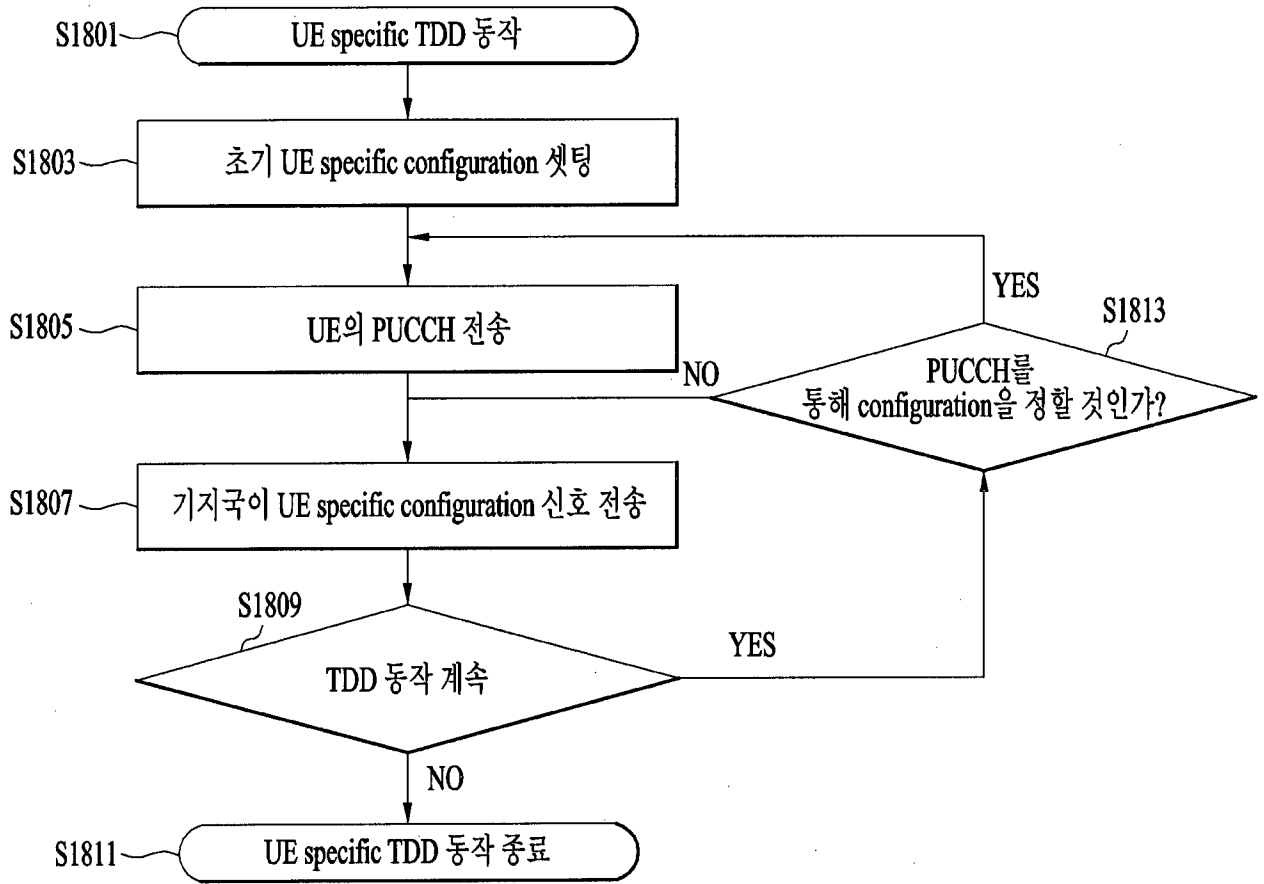 S1801
UE specific TDD 동작
S1803
초기 UE specific configuration 셋팅
YES
S1813
S1805
UE의 PUCCH 전송
NO
PUCCH를
통해 configuration을 정할 것인가?
S1807
기지국이 UE specific configuration 신호 전송
S1809
YES
TDD 동작 계속
NO
S1811
UE specific TDD 동작 종료